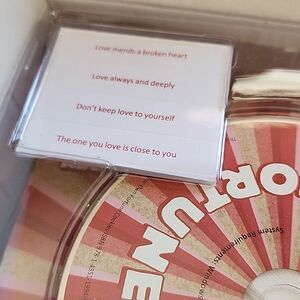 Love mends a broken heart
Love always and deeply
Don't keep love to yourself
The one you love is close to you
FORTUNE
System Requirements: Windows